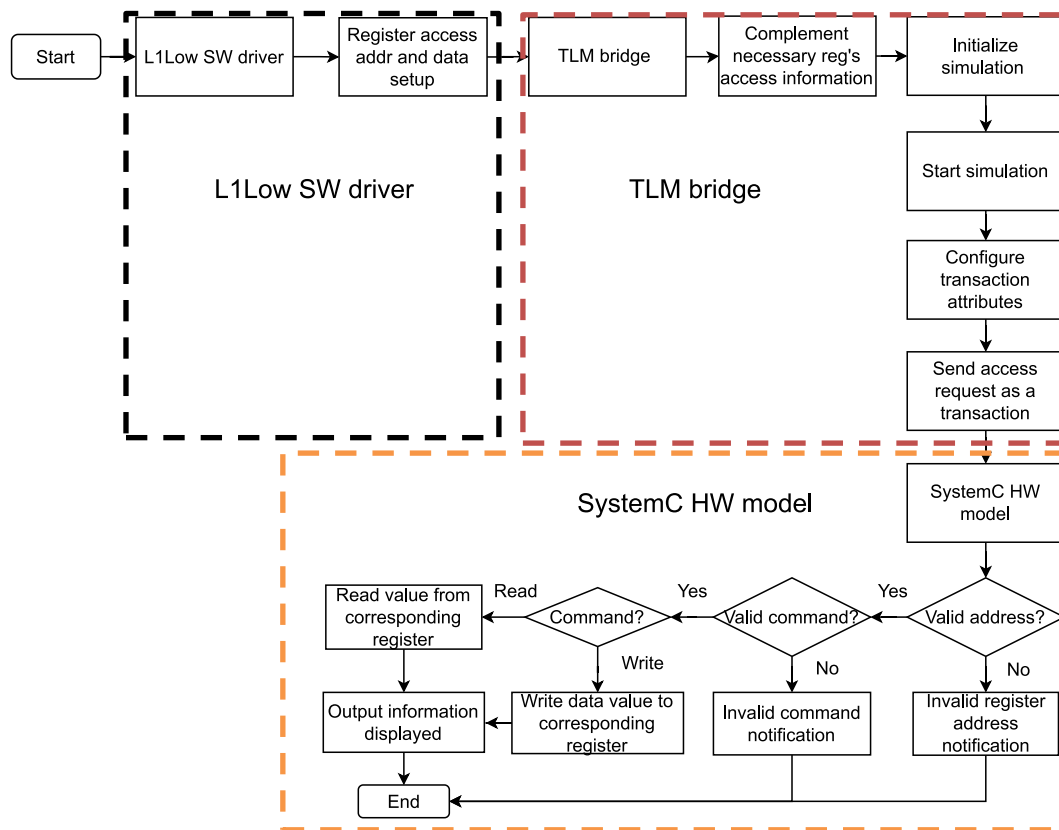 Start
L1Low SW driver
Register access
addr and data
setup
TLM bridge
Complement
necessary reg's
access information
Initialize
simulation
L1Low SW driver
TLM bridge
Start simulation
Configure
transaction
attributes
Send access
request as a
transaction
SystemC HW model
SystemC HW
model
Read value from
corresponding
register
Read
Command?
Yes
Valid command?
Yes
Valid address?
Write
No
No
Output information
displayed
Write data value to
corresponding
register
Invalid command
notification
Invalid register
address
notification
End